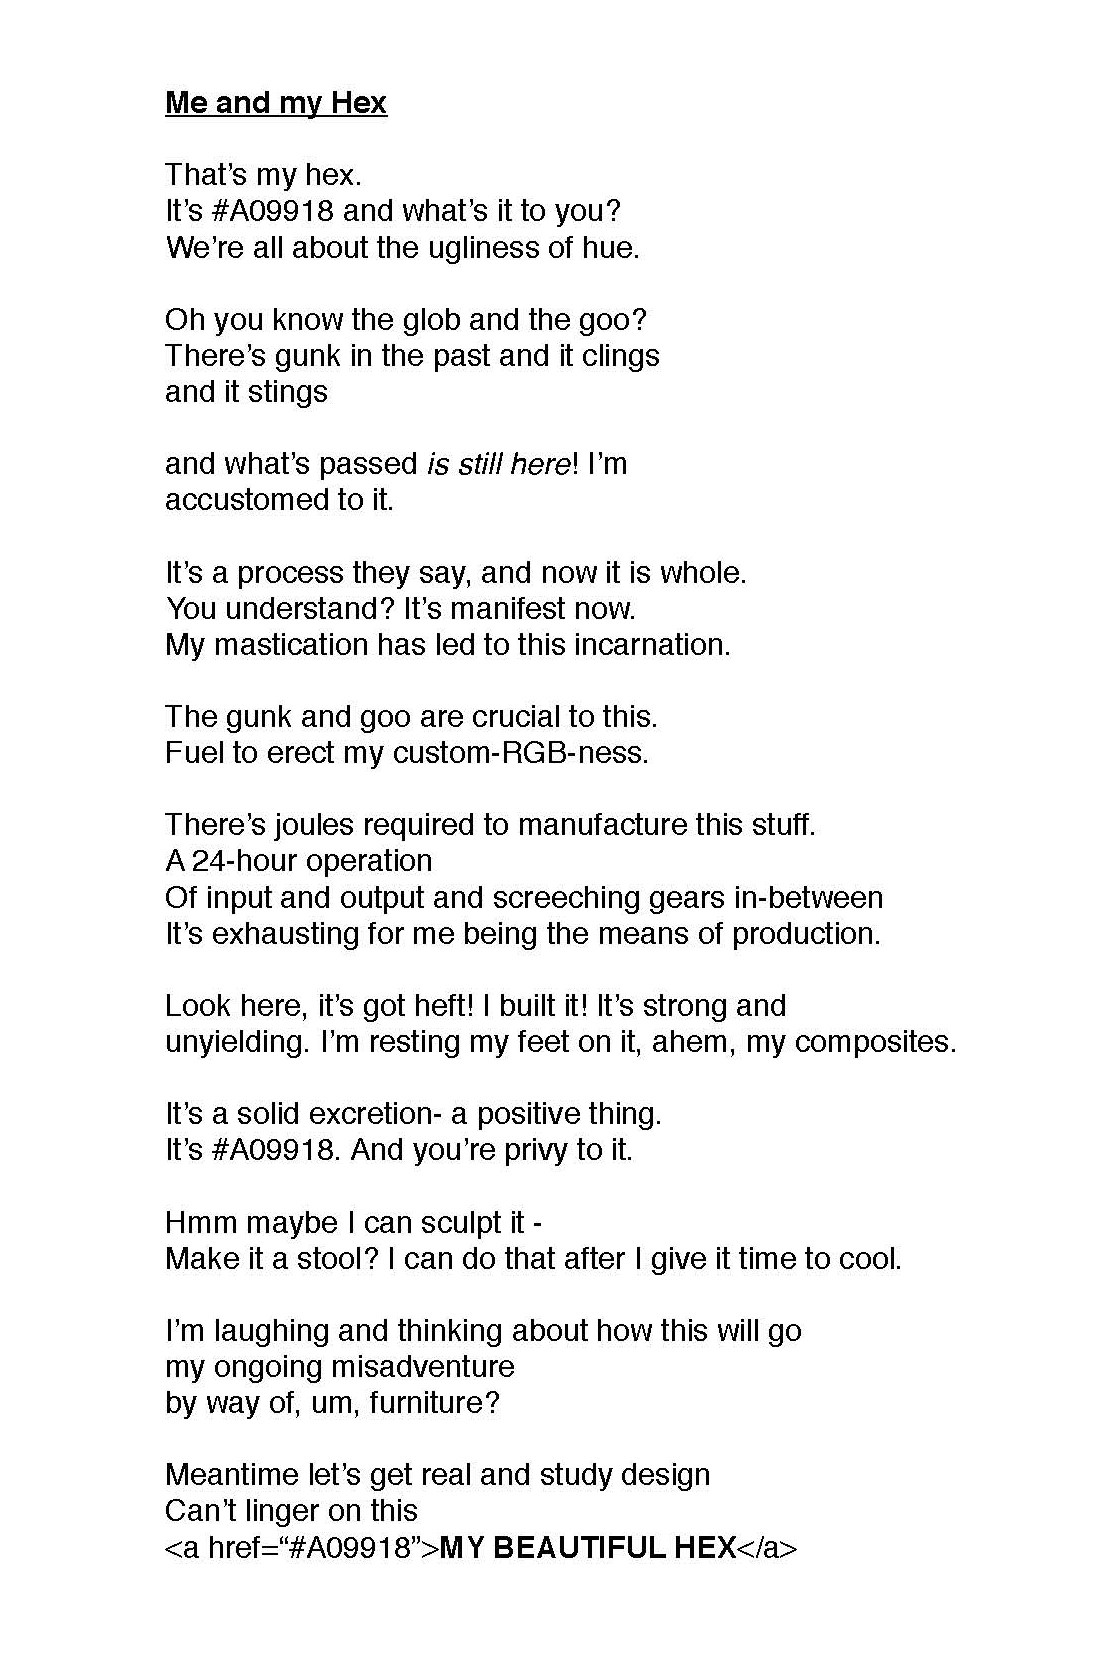 Me and my Hex
That’s my hex.
It’s #A09918 and what’s it to you?
We’re all about the ugliness of hue.
Oh you know the glob and the goo?
There’s gunk in the past and it clings
and it stings
and what’s passed is still here! I’m
accustomed to it.
It’s a process they say, and now it is whole.
You understand? It’s manifest now.
My mastication has led to this incarnation.
The gunk and goo are crucial to this.
Fuel to erect my custom-RGB-ness.
There’s joules required to manufacture this stuff.
A 24-hour operation
Of input and output and screeching gears in-between
It’s exhausting for me being the means of production.
Look here, it’s got heft! I built it! It’s strong and
unyielding. I’m resting my feet on it, ahem, my composites.
It’s a solid excretion- a positive thing.
It’s #A09918. And you’re privy to it.
Hmm maybe I can sculpt it -
Make it a stool? I can do that after I give it time to cool.
I’m laughing and thinking about how this will go
my ongoing misadventure
by way of, um, furniture?
Meantime let’s get real and study design
Can’t linger on this
<a href=“#A09918”>MY BEAUTIFUL HEX</a>